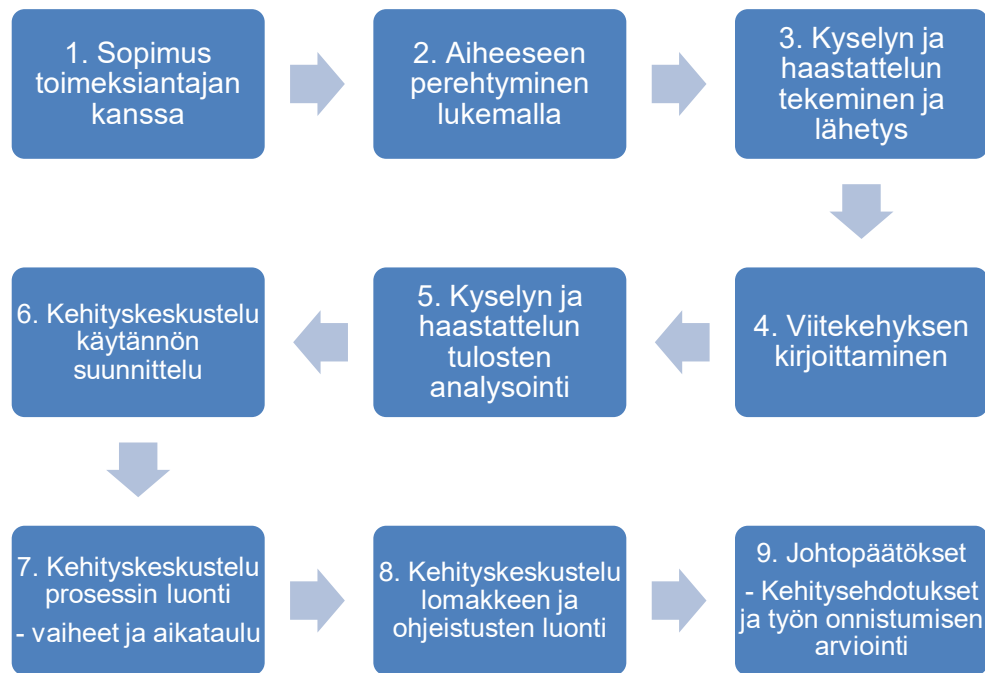 1. Sopimus
toimeksiantajan
kanssa
2. Aiheeseen
perehtyminen
lukemalla
3. Kyselyn ja
haastattelun
tekeminen ja
lähetys
4. Viitekehyksen
kirjoittaminen
5. Kyselyn ja
haastattelun
tulosten
analysointi
6. Kehityskeskustelu
käytännön
suunnittelu
7. Kehityskeskustelu
prosessin luonti
- vaiheet ja aikataulu
8. Kehityskeskustelu
lomakkeen ja
ohjeistusten luonti
9. Johtopäätökset
- Kehitysehdotukset
ja työn onnistumisen
arviointi